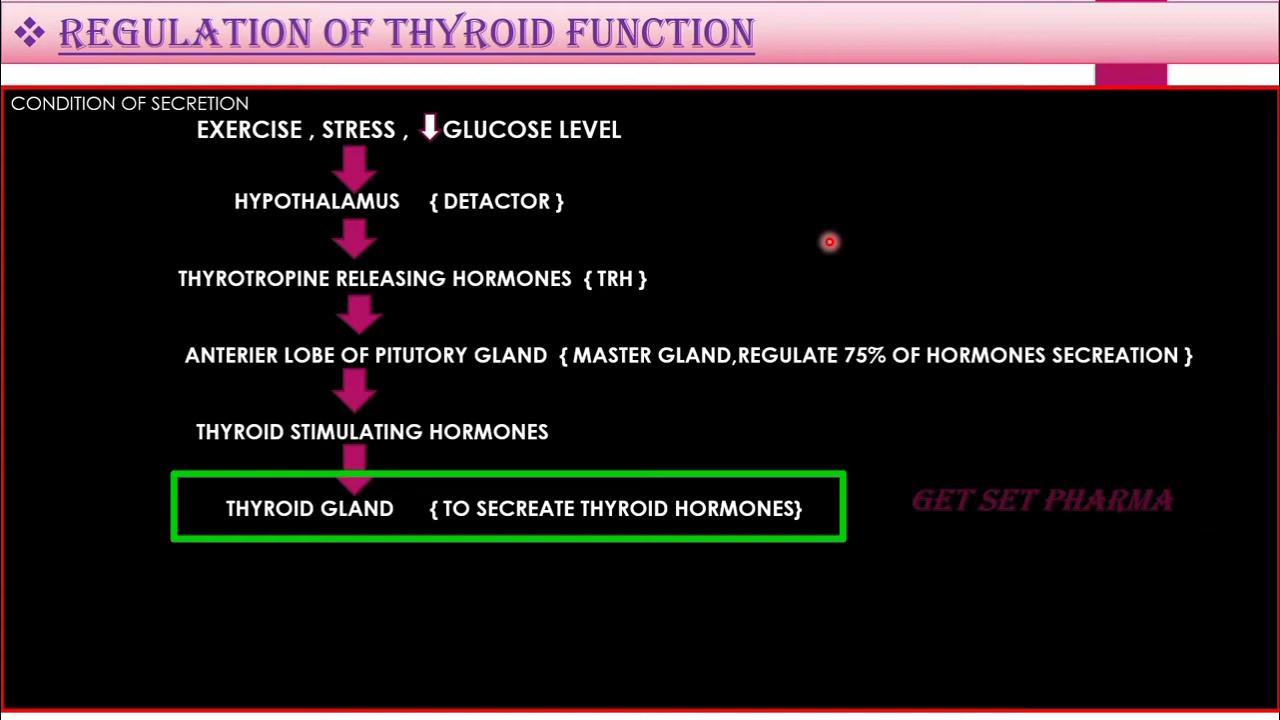 REGULATION OF THYROID FUNCTION
CONDITION OF SECRETION
EXERCISE , STRESS , GLUCOSE LEVEL
HYPOTHALAMUS { DETACTOR }
THYROTROPINE RELEASING HORMONES { TRH }
ANTERIER LOBE OF PITUTORY GLAND { MASTER GLAND,REGULATE 75% OF HORMONES SECREATION }
THYROID STIMULATING HORMONES
THYROID GLAND { TO SECREATE THYROID HORMONES}
GET SET PHARMA